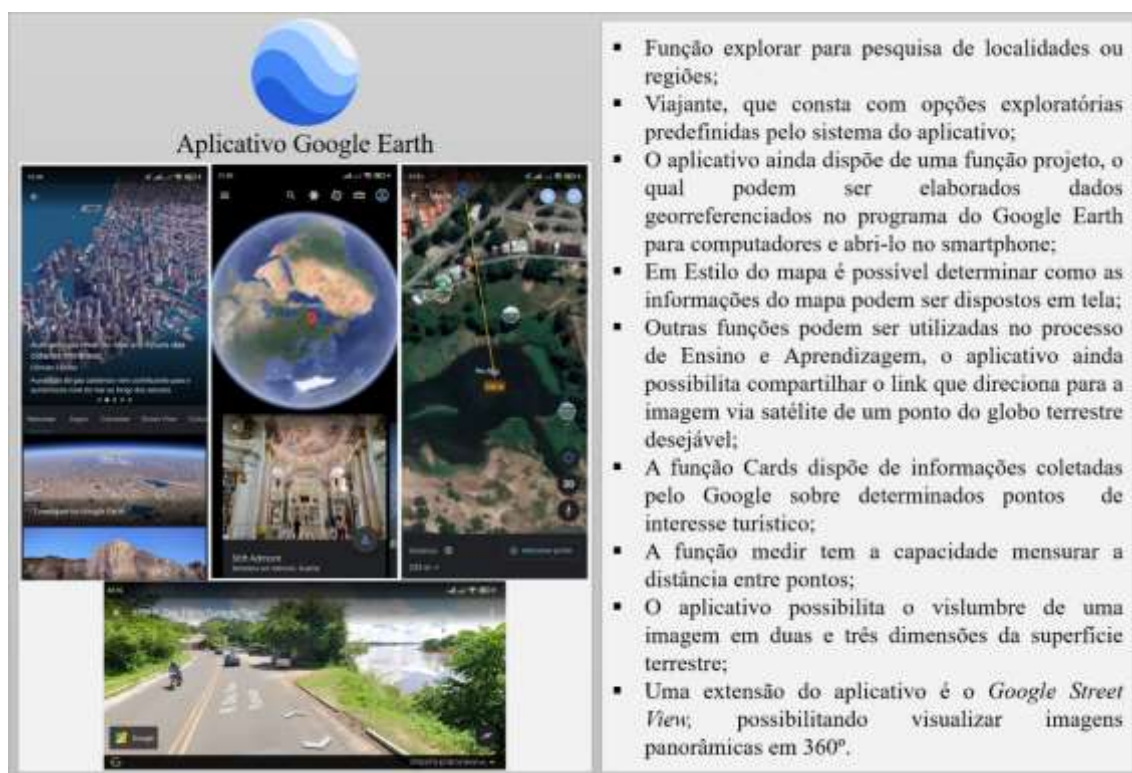 Aplicativo Google Earth
▪ Função explorar para pesquisa de localidades ou
regiões;
▪ Viajante, que consta com opções exploratórias
predefinidas pelo sistema do aplicativo;
▪ O aplicativo ainda dispõe de uma função projeto, o
qual podem ser elaborados dados
georreferenciados no programa do Google Earth
para computadores e abri-lo no smartphone;
▪ Em Estilo do mapa é possível determinar como as
informações do mapa podem ser dispostos em tela;
▪ Outras funções podem ser utilizadas no processo
de Ensino e Aprendizagem, o aplicativo ainda
possibilita compartilhar o link que direciona para a
imagem via satélite de um ponto do globo terrestre
desejável;
▪ A função Cards dispõe de informações coletadas
pelo Google sobre determinados pontos de
interesse turístico;
▪ A função medir tem a capacidade mensurar a
distância entre pontos;
▪ O aplicativo possibilita o vislumbre de uma
imagem em duas e três dimensões da superfície
terrestre;
▪ Uma extensão do aplicativo é o Google Street
View, possibilitando visualizar imagens
panorâmicas em 360º.
cidades
Google Earth
Stift Admont
Google